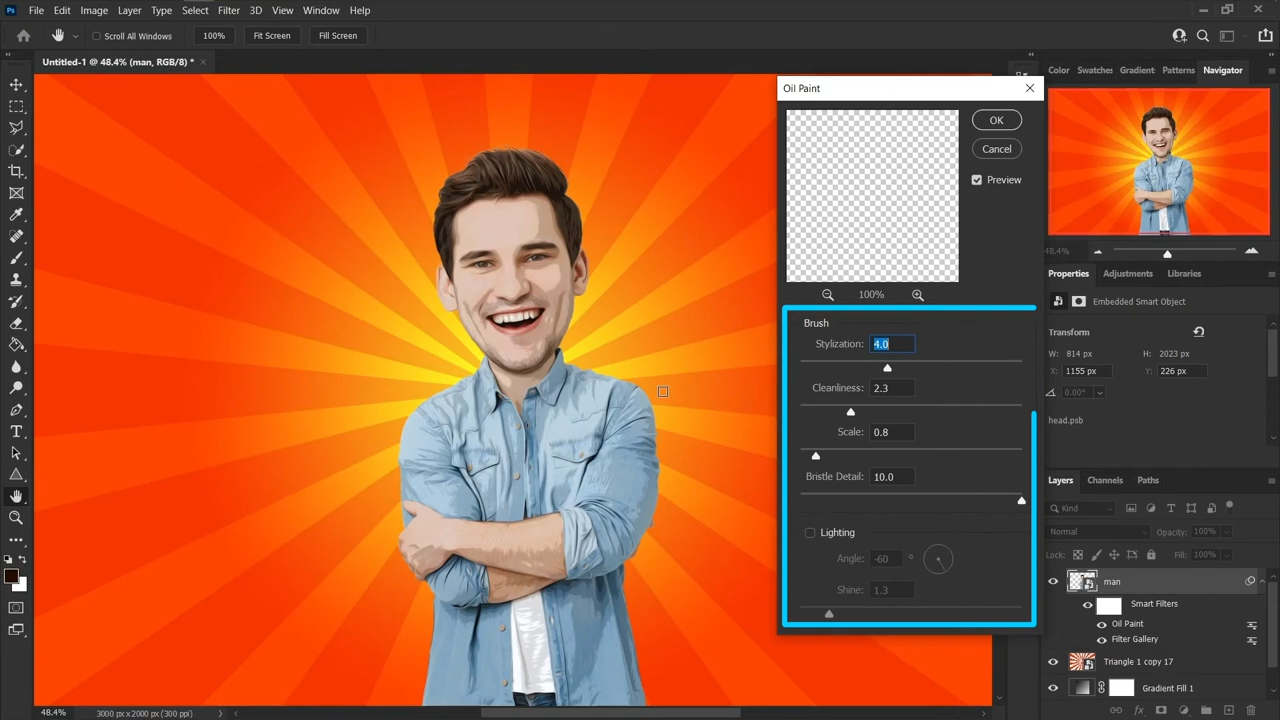 Ps File Edit Image Layer Type Select Filter 3D View Window Help
Scroll All Windows 100% Fit Screen Fill Screen
Untitled-1 @ 48.4% (man, RGB/8) *
Oil Paint
OK
Cancel
Preview
100%
Brush
Stylization: 4.0
Cleanliness: 2.3
Scale: 0.8
Bristle Detail: 10.0
Lighting
Angle: -60 °
Shine: 1.3
Color Swatches Gradient Patterns Navigator
48.4%
Properties Adjustments Libraries
Embedded Smart Object
Transform
W: 814 px H: 2023 px
X: 1155 px Y: 226 px
0.00°
head.psb
Layers Channels Paths
Kind
Normal Opacity: 100%
Lock: Fill: 100%
man
Smart Filters
Oil Paint
Filter Gallery
Triangle 1 copy 17
Gradient Fill 1
48.4% 3000 px x 2000 px (300 ppi)